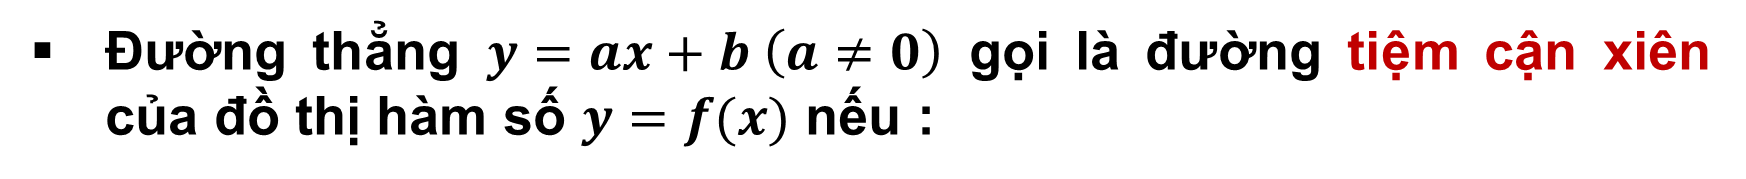 ▪ Đường thẳng y = ax + b (a ≠ 0) gọi là đường tiệm cận xiên
của đồ thị hàm số y = f(x) nếu :